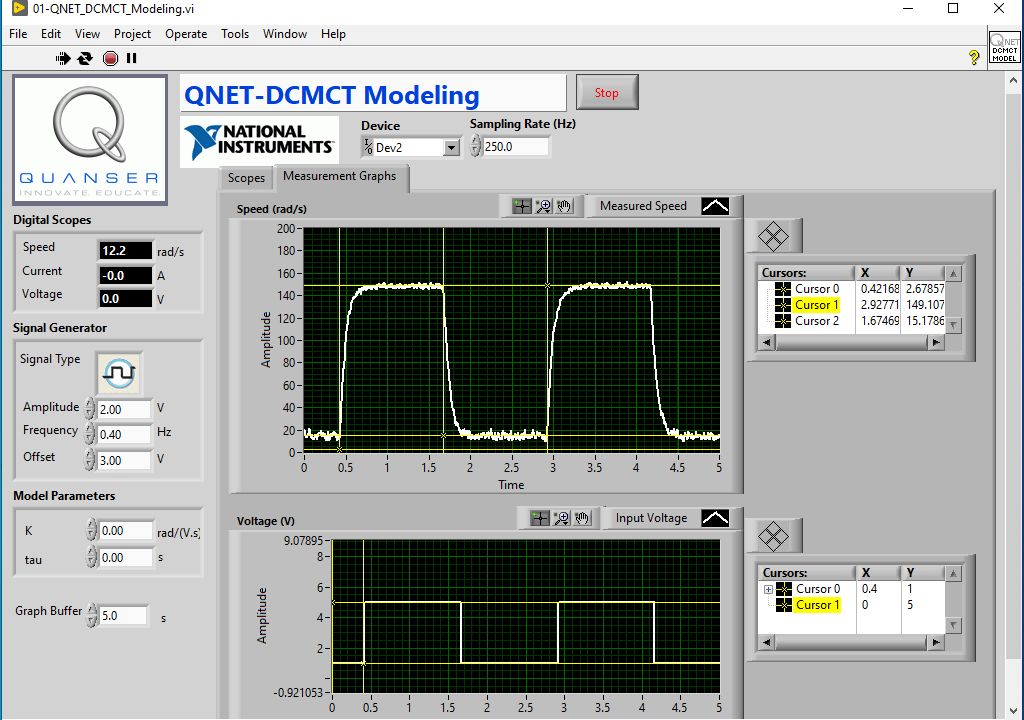 01-QNET_DCMCT_Modeling.vi
File Edit View Project Operate Tools Window Help
QNET
DCMCT
MODEL
QUANSER
INNOVATE. EDUCATE.
QNET-DCMCT Modeling
Stop
NATIONAL
INSTRUMENTS
Device
Dev2
Sampling Rate (Hz)
250.0
Scopes Measurement Graphs
Digital Scopes
Speed 12.2 rad/s
Current -0.0 A
Voltage 0.0 V
Signal Generator
Signal Type
Amplitude 2.00 V
Frequency 0.40 Hz
Offset 3.00 V
Model Parameters
K 0.00 rad/(V.s)
tau 0.00 s
Graph Buffer 5.0 s
Speed (rad/s)
Measured Speed
200
180
160
140
120
100
80
60
40
20
0
Amplitude
0 0.5 1 1.5 2 2.5 3 3.5 4 4.5 5
Time
Cursors: X Y
Cursor 0 0.42168 2.67857
Cursor 1 2.92771 149.107
Cursor 2 1.67469 15.1786
Voltage (V)
Input Voltage
9.07895
8
6
4
2
-0.921053
Amplitude
0 0.5 1 1.5 2 2.5 3 3.5 4 4.5 5
Cursors: X Y
Cursor 0 0.4 1
Cursor 1 0 5